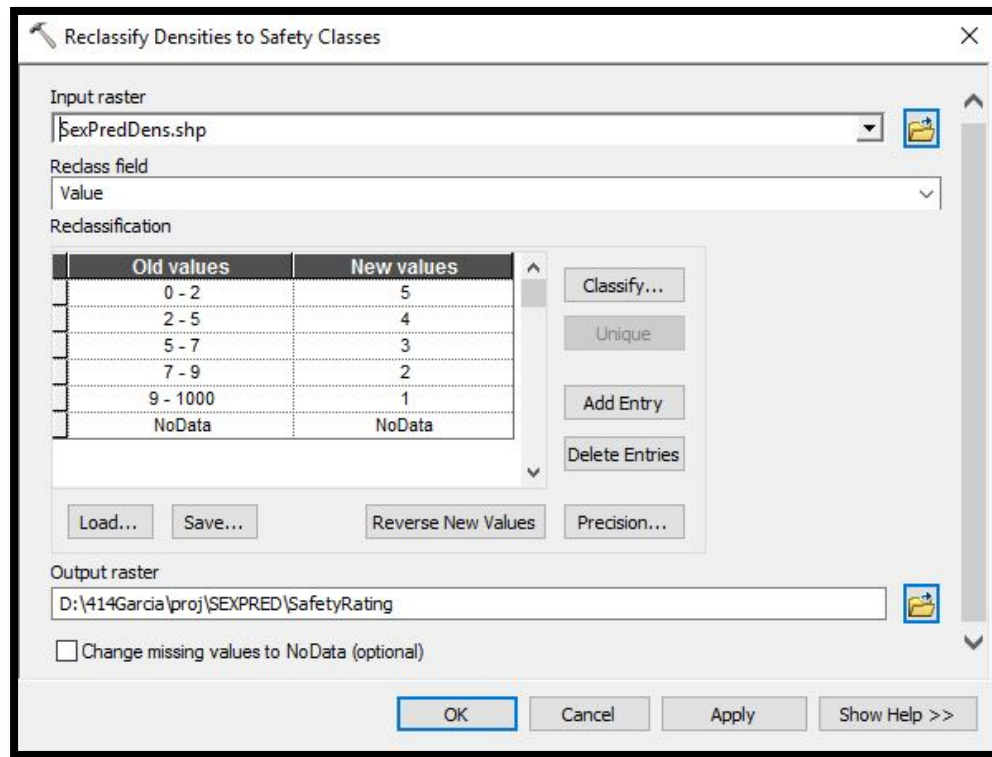 Reclassify Densities to Safety Classes
Input raster
SexPredDens.shp
Reclass field
Value
Reclassification
Old values New values
0 - 2 5
2 - 5 4
5 - 7 3
7 - 9 2
9 - 1000 1
NoData NoData
Classify...
Unique
Add Entry
Delete Entries
Load... Save... Reverse New Values Precision...
Output raster
D:\414Garcia\proj\SEXPRED\SafetyRating
Change missing values to NoData (optional)
OK Cancel Apply Show Help >>